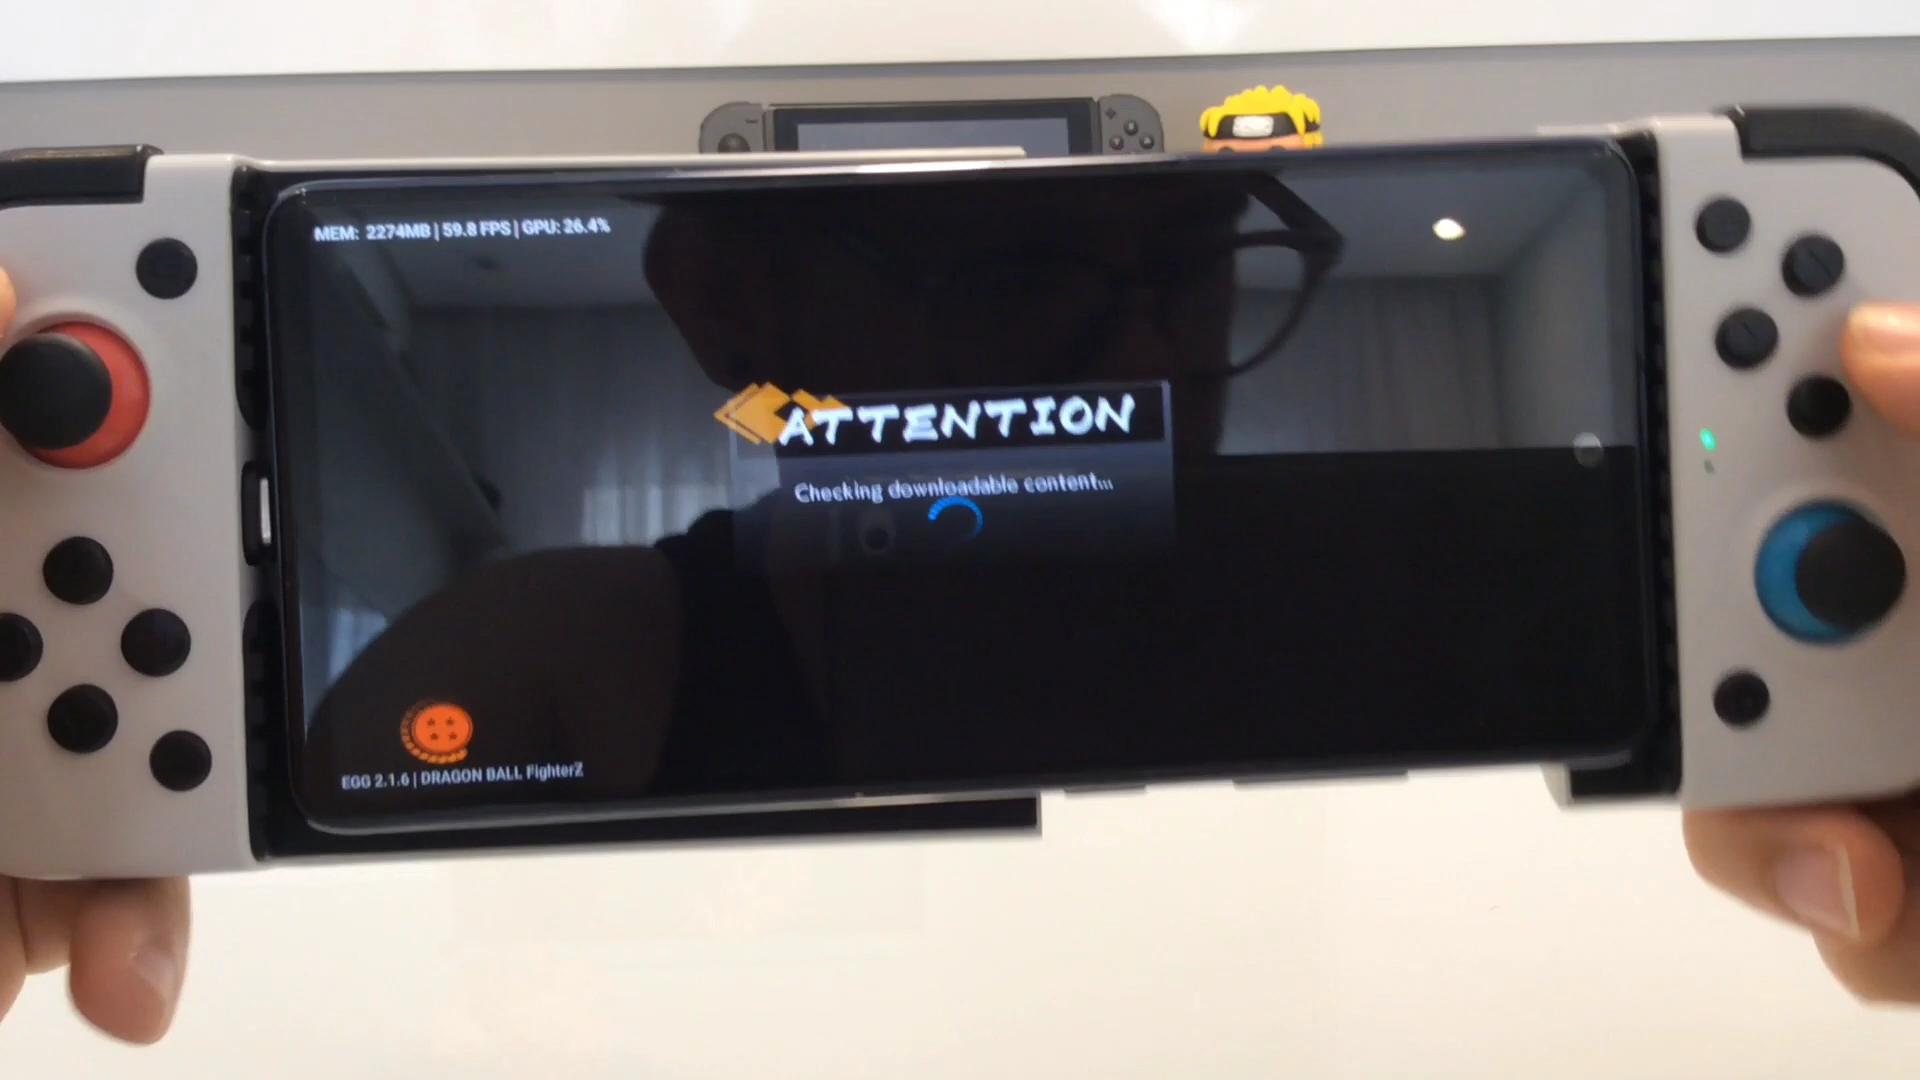 MEM: 2274MB | 59.8 FPS | GPU: 26.4%
ATTENTION
Checking downloadable content...
EGG 2.1.6 | DRAGON BALL FighterZ